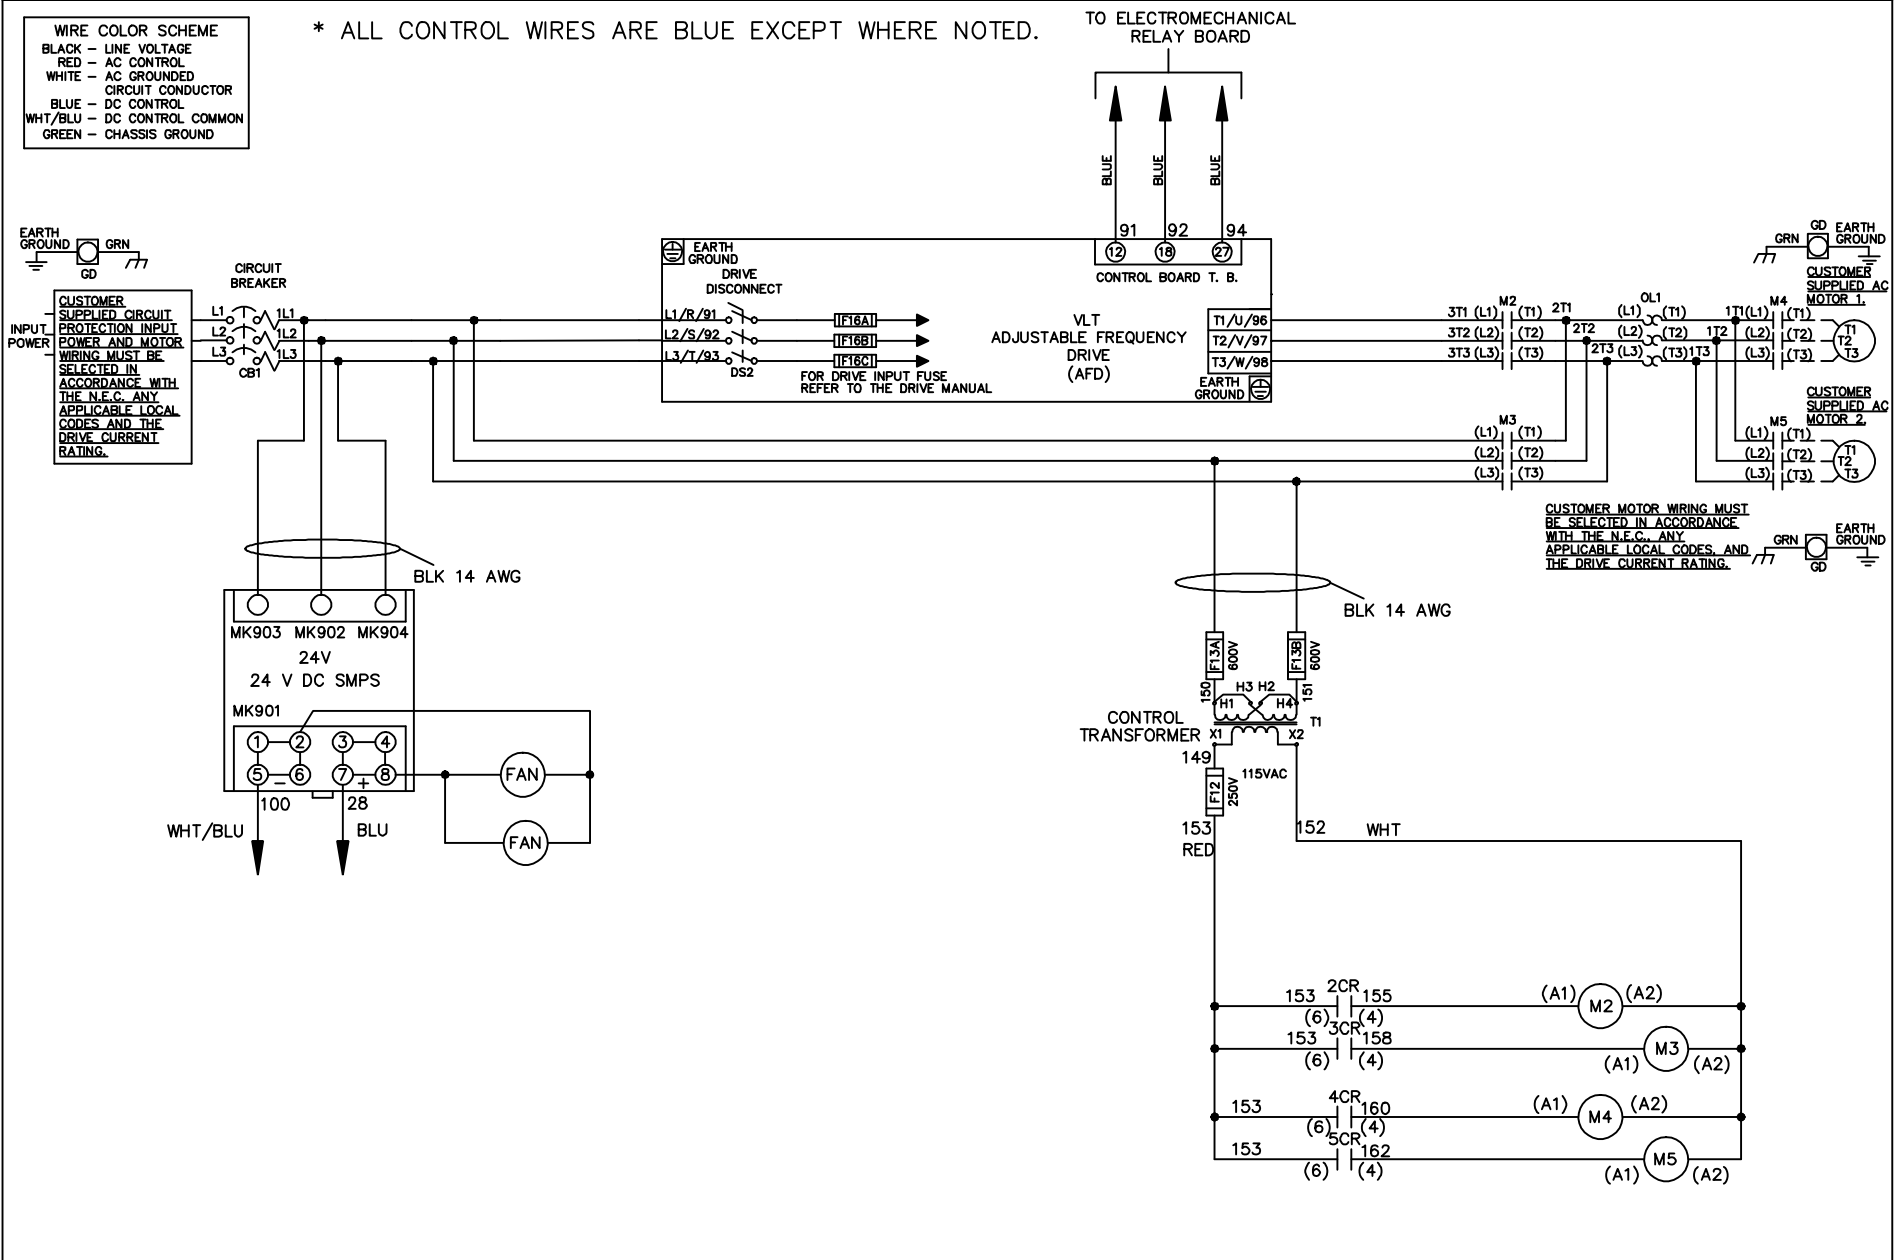 WIRE COLOR SCHEME
BLACK – LINE VOLTAGE
RED – AC CONTROL
WHITE – AC GROUNDED
CIRCUIT CONDUCTOR
BLUE – DC CONTROL
WHT/BLU – DC CONTROL COMMON
GREEN – CHASSIS GROUND
* ALL CONTROL WIRES ARE BLUE EXCEPT WHERE NOTED.
TO ELECTROMECHANICAL
RELAY BOARD
BLUE
BLUE
BLUE
91 92 94
12 18 27
CONTROL BOARD T. B.
EARTH
GROUND
GRN
GD
CIRCUIT
BREAKER
INPUT
POWER
CUSTOMER
SUPPLIED CIRCUIT
PROTECTION INPUT
POWER AND MOTOR
WIRING MUST BE
SELECTED IN
ACCORDANCE WITH
THE N.E.C. ANY
APPLICABLE LOCAL
CODES AND THE
DRIVE CURRENT
RATING.
L1 1L1
L2 1L2
L3 1L3
CB1
EARTH
GROUND
DRIVE
DISCONNECT
L1/R/91
L2/S/92
L3/T/93
DS2
F16A
F16B
F16C
FOR DRIVE INPUT FUSE
REFER TO THE DRIVE MANUAL
VLT
ADJUSTABLE FREQUENCY
DRIVE
(AFD)
T1/U/96
T2/V/97
T3/W/98
EARTH
GROUND
M2
3T1 (L1) (T1) 2T1
3T2 (L2) (T2) 2T2
3T3 (L3) (T3) 2T3
OL1
(L1) (T1) 1T1
(L2) (T2) 1T2
(L3) (T3) 1T3
M4
(L1) (T1)
(L2) (T2)
(L3) (T3)
T1
T2
T3
GD
GRN
EARTH
GROUND
CUSTOMER
SUPPLIED AC
MOTOR 1.
M3
(L1) (T1)
(L2) (T2)
(L3) (T3)
CUSTOMER
SUPPLIED AC
MOTOR 2.
M5
(L1) (T1)
(L2) (T2)
(L3) (T3)
T1
T2
T3
CUSTOMER MOTOR WIRING MUST
BE SELECTED IN ACCORDANCE
WITH THE N.E.C., ANY
APPLICABLE LOCAL CODES, AND
THE DRIVE CURRENT RATING.
GRN
GD
EARTH
GROUND
BLK 14 AWG
MK903 MK902 MK904
24V
24 V DC SMPS
MK901
1 2 3 4
5 – 6 7 + 8
100 28
WHT/BLU BLU
FAN
FAN
BLK 14 AWG
F13A
600V
F13B
600V
150
151
H3 H2
H1 H4
T1
CONTROL
TRANSFORMER
X1 X2
149
115VAC
F12
250V
153
RED
152
WHT
2CR
153 155
(6) (4)
(A1) M2 (A2)
3CR
153 158
(6) (4)
(A1) M3 (A2)
4CR
153 160
(6) (4)
(A1) M4 (A2)
5CR
153 162
(6) (4)
(A1) M5 (A2)